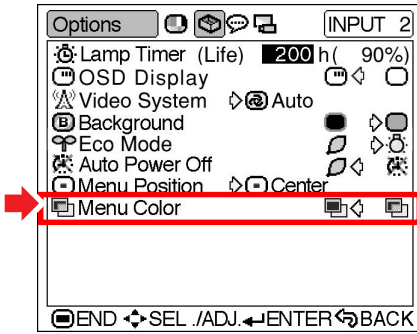 Options INPUT 2
Lamp Timer (Life) 200 h( 90%)
OSD Display
Video System Auto
B Background
Eco Mode
Auto Power Off
Menu Position Center
Menu Color
END SEL ./ADJ. ENTER BACK